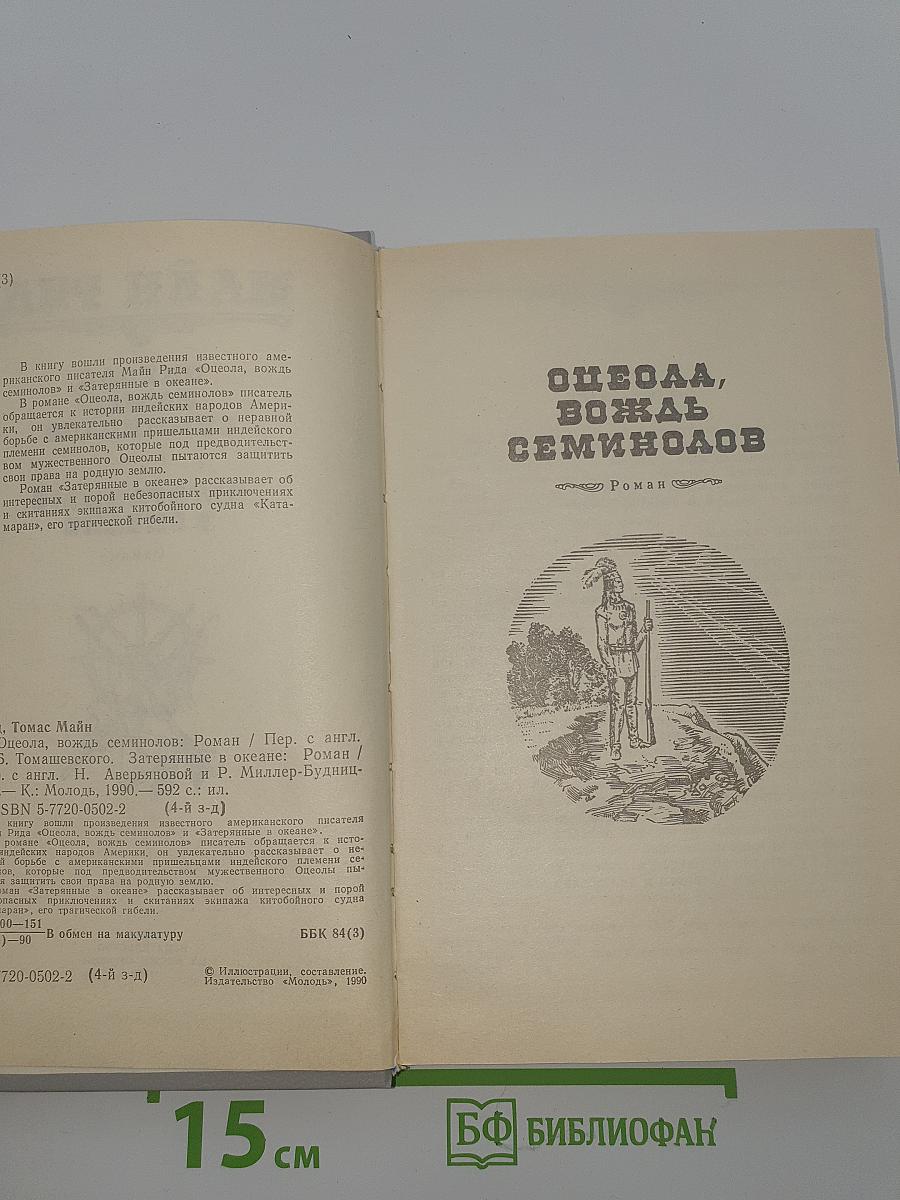 3)
В книгу вошли произведения известного аме-
риканского писателя Майн Рида «Оцеола, вождь
семинолов» и «Затерянные в океане».
В романе «Оцеола, вождь семинолов» писатель
обращается к истории индейских народов Амери-
ки, он увлекательно рассказывает о неравной
борьбе с американскими пришельцами индейского
племени семинолов, которые под предводительст-
вом мужественного Оцеолы пытаются защитить
свои права на родную землю.
Роман «Затерянные в океане» рассказывает об
интересных и порой небезопасных приключениях
и скитаниях экипажа китобойного судна «Ката-
маран», его трагической гибели.
Томас Майн
Оцеола, вождь семинолов: Роман / Пер. с англ.
Б. Томашевского. Затерянные в океане: Роман /
с англ. Н. Аверьяновой и Р. Миллер-Будниц-
— К.: Молодь, 1990.— 592 с.: ил.
ISBN 5-7720-0502-2 (4-й з-д)
книгу вошли произведения известного американского писателя
Рида «Оцеола, вождь семинолов» и «Затерянные в океане».
романе «Оцеола, вождь семинолов» писатель обращается к исто-
индейских народов Америки, он увлекательно рассказывает о не-
й борьбе с американскими пришельцами индейского племени се-
лов, которые под предводительством мужественного Оцеолы пы-
я защитить свои права на родную землю.
оман «Затерянные в океане» рассказывает об интересных и порой
опасных приключениях и скитаниях экипажа китобойного судна
маран», его трагической гибели.
00—151
)—90 В обмен на макулатуру ББК 84(3)
7720-0502-2 (4-й з-д)
© Иллюстрации, составление.
Издательство «Молодь», 1990
ОЦЕОЛА,
ВОЖДЬ
СЕМИНОЛОВ
Роман
15 см
БФ БИБЛИОФАН